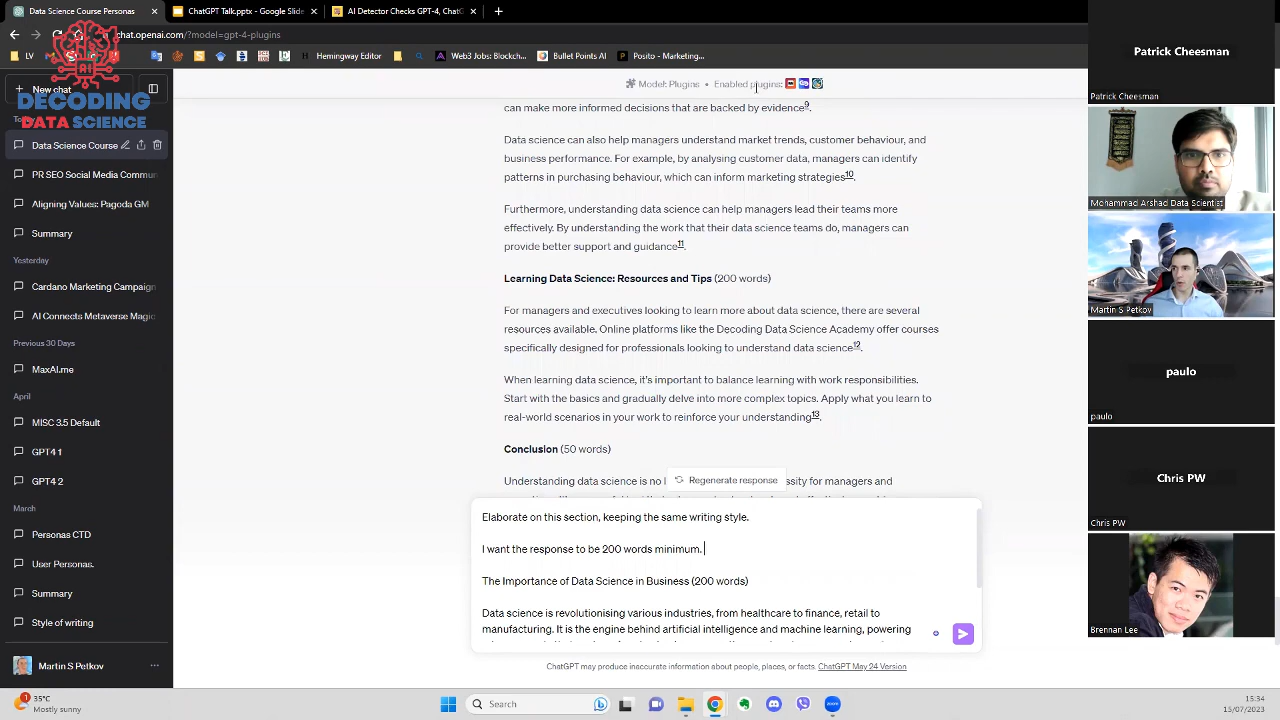 Data Science Course
ChatGPT Talk.pptx - Google Slide
AI Detector Checks GPT-4, ChatG
chat.openai.com/?model=gpt-4-plugins
LV
Hemingway Editor
Web3 Jobs: Blockch...
Bullet Points AI
Posito - Marketing...
DECODING
DATA SCIENCE
New chat
Data Science Course
PR SEO Social Media Commun
Aligning Values: Pagoda GM
Summary
Yesterday
Cardano Marketing Campaign
AI Connects Metaverse Magic
Previous 30 Days
MaxAI.me
April
MISC 3.5 Default
GPT4 1
GPT4 2
March
Personas CTD
User Personas.
Summary
Style of writing
Martin S Petkov
Model: Plugins • Enabled plugins:
can make more informed decisions that are backed by evidence9.
Data science can also help managers understand market trends, customer behaviour, and
business performance. For example, by analysing customer data, managers can identify
patterns in purchasing behaviour, which can inform marketing strategies10.
Furthermore, understanding data science can help managers lead their teams more
effectively. By understanding the work that their data science teams do, managers can
provide better support and guidance11.
Learning Data Science: Resources and Tips (200 words)
For managers and executives looking to learn more about data science, there are several
resources available. Online platforms like the Decoding Data Science Academy offer courses
specifically designed for professionals looking to understand data science12.
When learning data science, it's important to balance learning with work responsibilities.
Start with the basics and gradually delve into more complex topics. Apply what you learn to
real-world scenarios in your work to reinforce your understanding13.
Conclusion (50 words)
Understanding data science is no
Regenerate response
ssity for managers and
Elaborate on this section, keeping the same writing style.
I want the response to be 200 words minimum.
The Importance of Data Science in Business (200 words)
Data science is revolutionising various industries, from healthcare to finance, retail to
manufacturing. It is the engine behind artificial intelligence and machine learning, powering
ChatGPT may produce inaccurate information about people, places, or facts. ChatGPT May 24 Version
Patrick Cheesman
Patrick Cheesman
Mohammad Arshad Data Scientist
Martin S Petkov
paulo
paulo
Chris PW
Chris PW
Brennan Lee
1
35°C
Mostly sunny
Search
zoom
15:34
15/07/2023